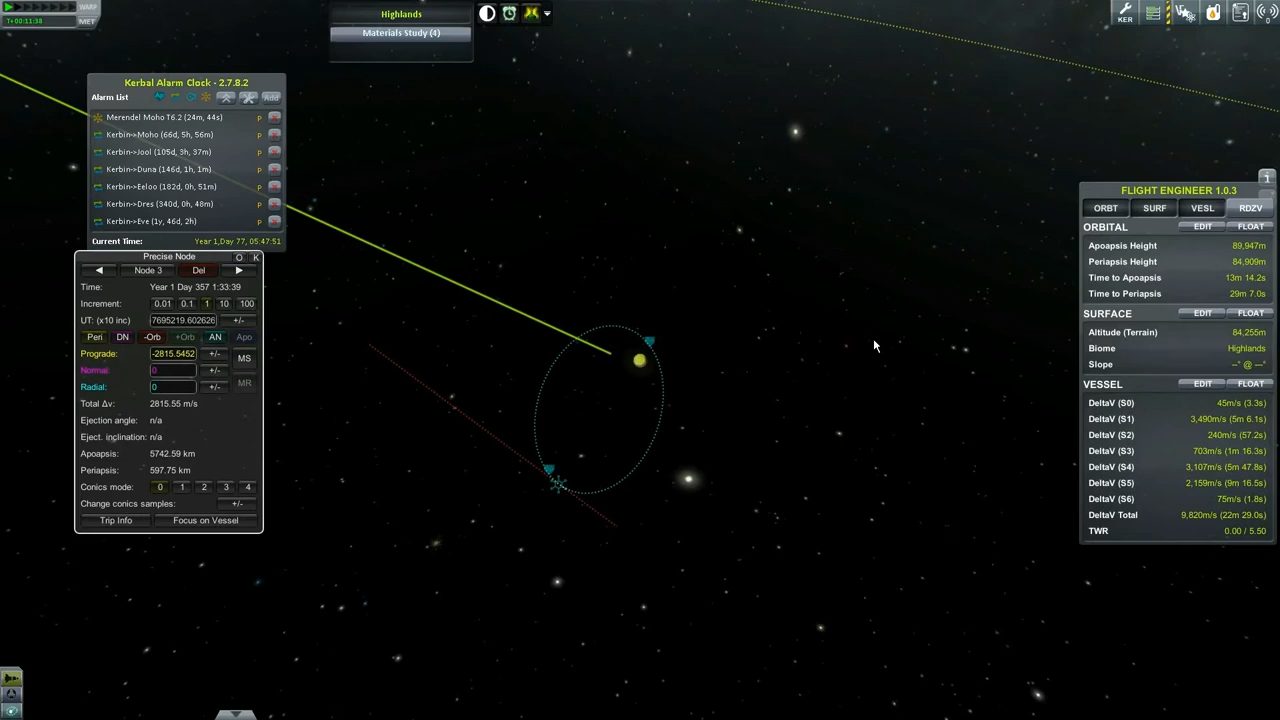 WARP
T+00:11:38
MET
Highlands
Materials Study (4)
KER
Kerbal Alarm Clock - 2.7.8.2
Alarm List
Add
Merendel Moho T6.2 (24m, 44s) P
Kerbin->Moho (66d, 5h, 56m) P
Kerbin->Jool (105d, 3h, 37m) P
Kerbin->Duna (146d, 1h, 1m) P
Kerbin->Eeloo (182d, 0h, 51m) P
Kerbin->Dres (340d, 0h, 48m) P
Kerbin->Eve (1y, 46d, 2h) P
Current Time: Year 1,Day 77, 05:47:51
Precise Node O K
Node 3 Del
Time: Year 1 Day 357 1:33:39
Increment: 0.01 0.1 1 10 100
UT: (x10 inc) 7695219.602626 +/-
Peri DN -Orb +Orb AN Apo
Prograde: -2815.5452 +/- MS
Normal: 0 +/-
Radial: 0 +/- MR
Total Δv: 2815.55 m/s
Ejection angle: n/a
Eject. inclination: n/a
Apoapsis: 5742.59 km
Periapsis: 597.75 km
Conics mode: 0 1 2 3 4
Change conics samples: +/-
Trip Info Focus on Vessel
i
FLIGHT ENGINEER 1.0.3
ORBT SURF VESL RDZV
ORBITAL EDIT FLOAT
Apoapsis Height 89,947m
Periapsis Height 84,909m
Time to Apoapsis 13m 14.2s
Time to Periapsis 29m 7.0s
SURFACE EDIT FLOAT
Altitude (Terrain) 84,255m
Biome Highlands
Slope --° @ ---°
VESSEL EDIT FLOAT
DeltaV (S0) 45m/s (3.3s)
DeltaV (S1) 3,490m/s (5m 6.1s)
DeltaV (S2) 240m/s (57.2s)
DeltaV (S3) 703m/s (1m 16.3s)
DeltaV (S4) 3,107m/s (5m 47.8s)
DeltaV (S5) 2,159m/s (9m 16.5s)
DeltaV (S6) 75m/s (1.8s)
DeltaV Total 9,820m/s (22m 29.0s)
TWR 0.00 / 5.50